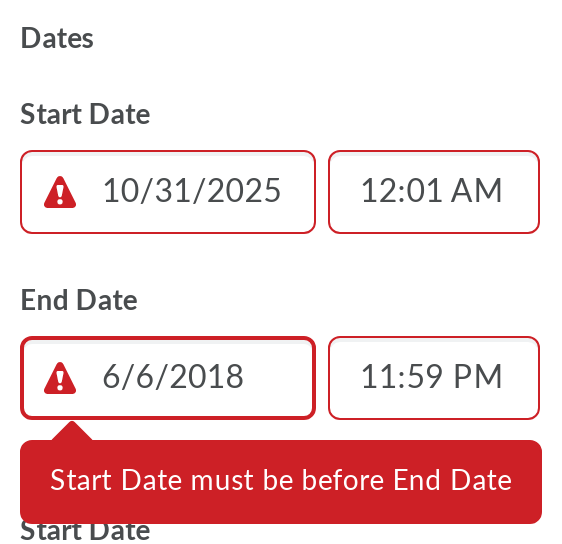 Dates
Start Date
10/31/2025 12:01 AM
End Date
6/6/2018 11:59 PM
Start Date must be before End Date
Start Date